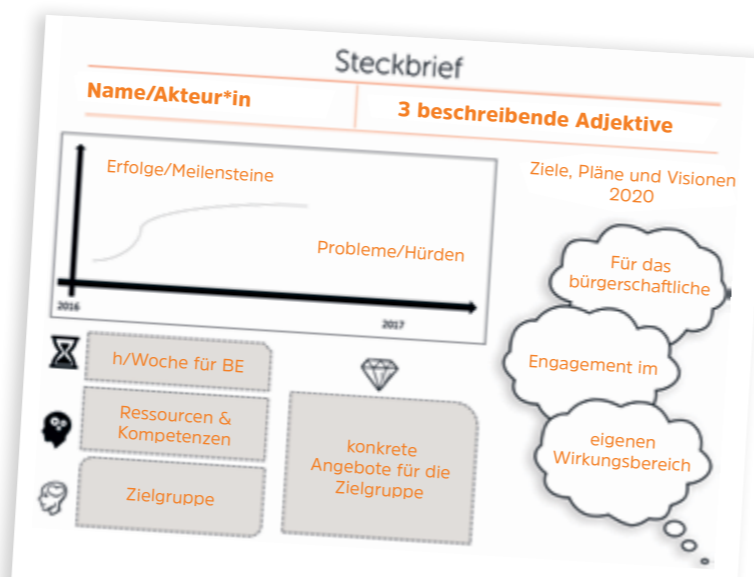 Steckbrief
Name/Akteur*in
3 beschreibende Adjektive
Erfolge/Meilensteine
Probleme/Hürden
2016
2017
Ziele, Pläne und Visionen
2020
Für das
bürgerschaftliche
Engagement im
eigenen
Wirkungsbereich
h/Woche für BE
Ressourcen &
Kompetenzen
Zielgruppe
konkrete
Angebote für die
Zielgruppe